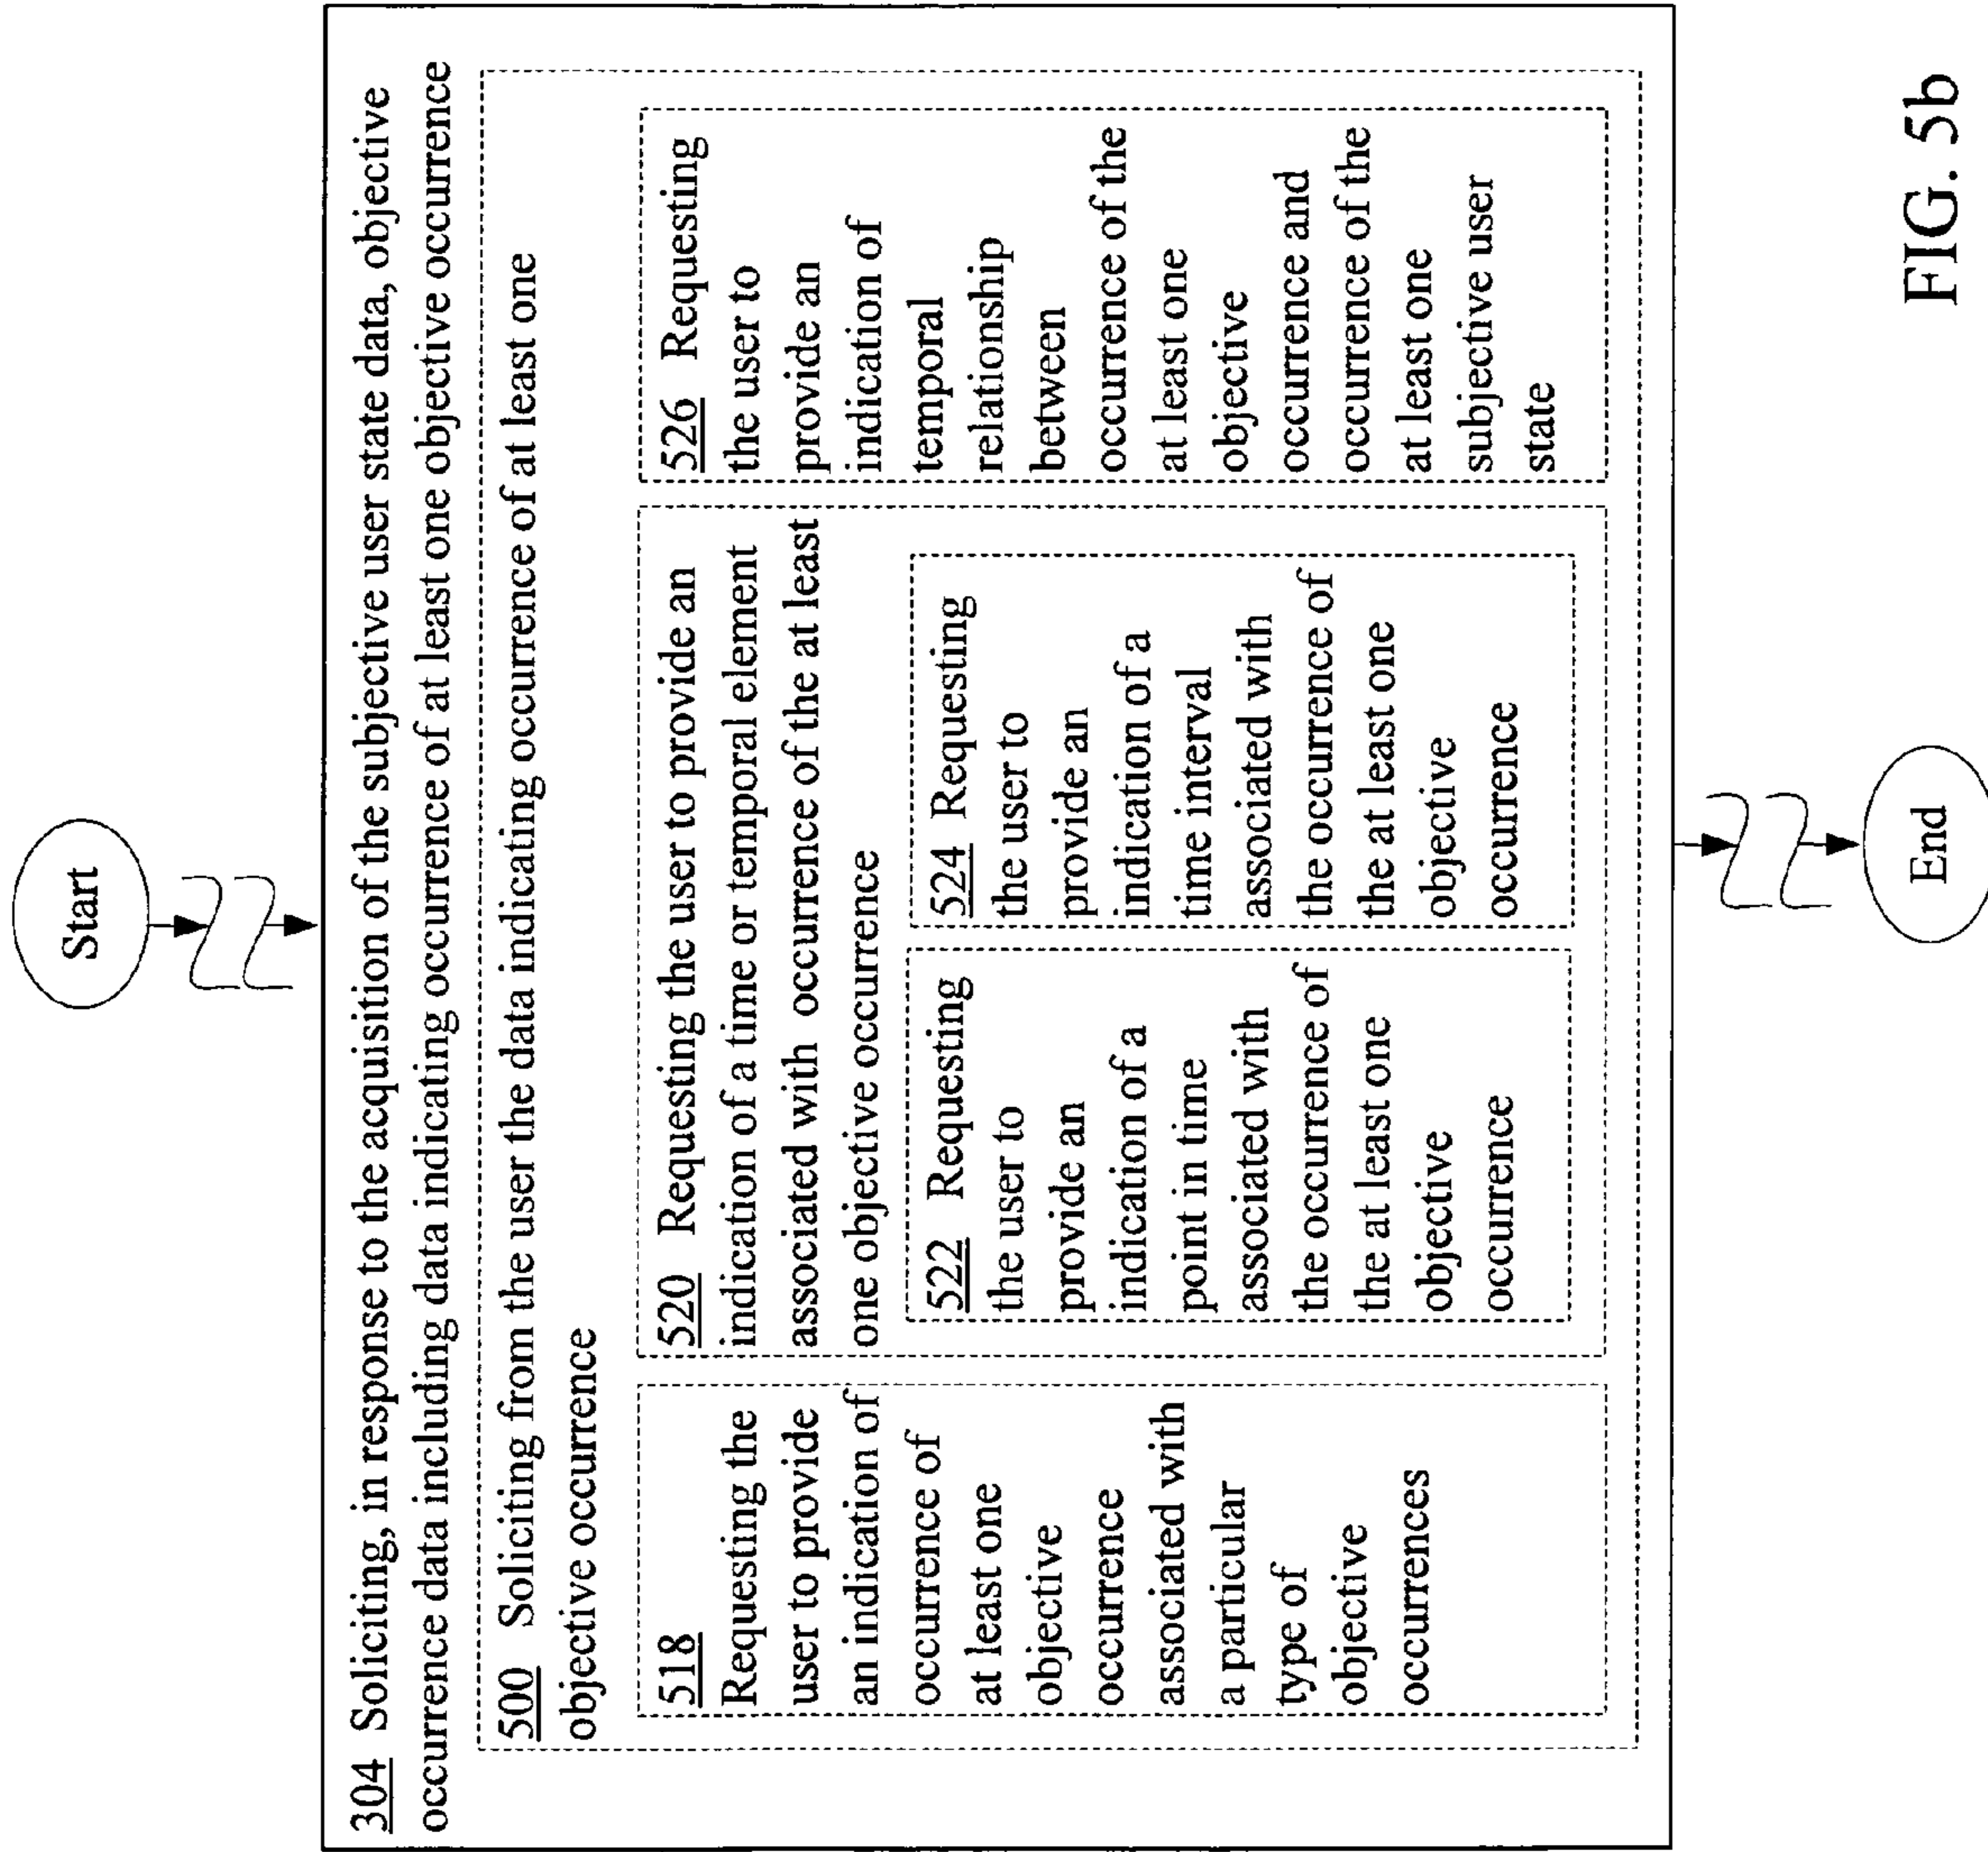 Start
304 Soliciting, in response to the acquisition of the subjective user state data, objective
occurrence data including data indicating occurrence of at least one objective occurrence
500 Soliciting from the user the data indicating occurrence of at least one
objective occurrence
518
Requesting the
user to provide
an indication of
occurrence of
at least one
objective
occurrence
associated with
a particular
type of
objective
occurrences
520 Requesting the user to provide an
indication of a time or temporal element
associated with occurrence of the at least
one objective occurrence
522 Requesting
the user to
provide an
indication of a
point in time
associated with
the occurrence of
the at least one
objective
occurrence
524 Requesting
the user to
provide an
indication of a
time interval
associated with
the occurrence of
the at least one
objective
occurrence
526 Requesting
the user to
provide an
indication of
temporal
relationship
between
occurrence of the
at least one
objective
occurrence and
occurrence of the
at least one
subjective user
state
End
FIG. 5b